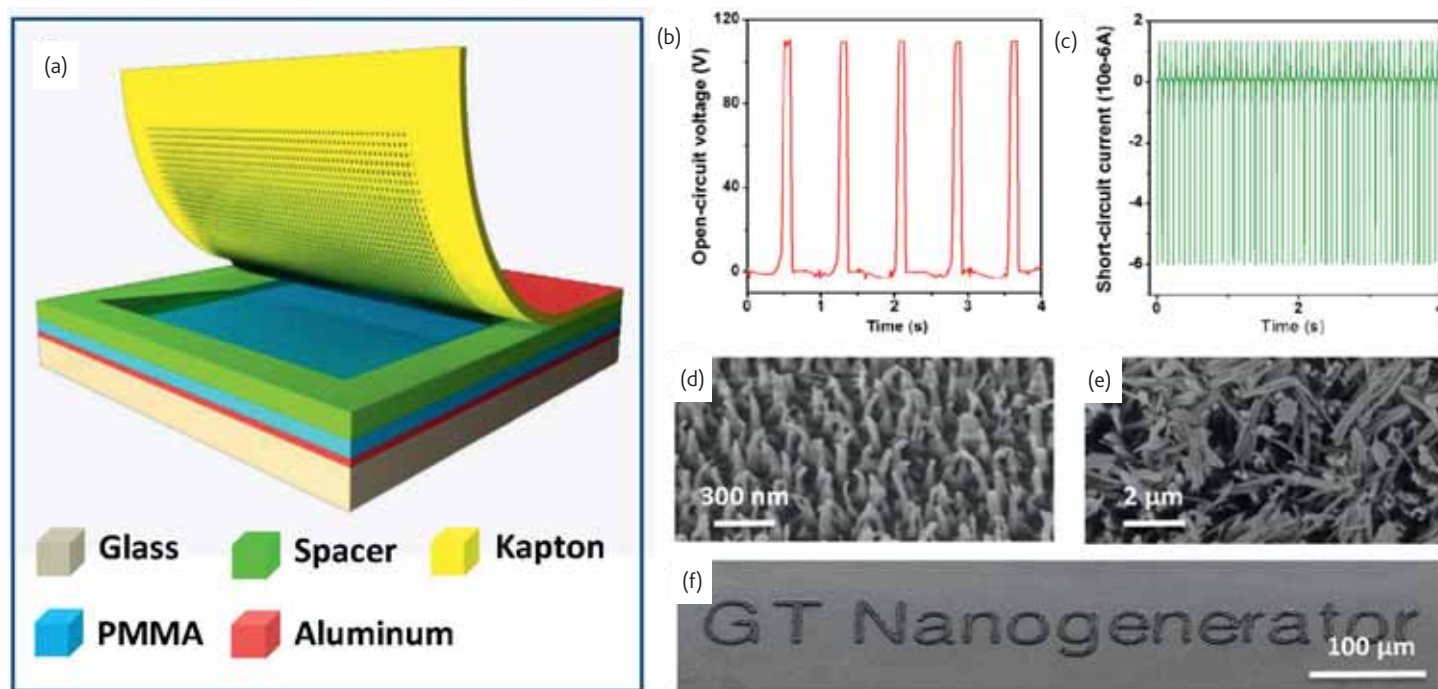 (a)
Glass
Spacer
Kapton
PMMA
Aluminum
(b)
Open-circuit voltage (V)
120
80
40
0
0 1 2 3 4
Time (s)
(c)
Short-circuit current (10e-6A)
2
0
-2
-4
-6
0 2 4
Time (s)
(d)
300 nm
(e)
2 µm
(f)
GT Nanogenerator
100 µm